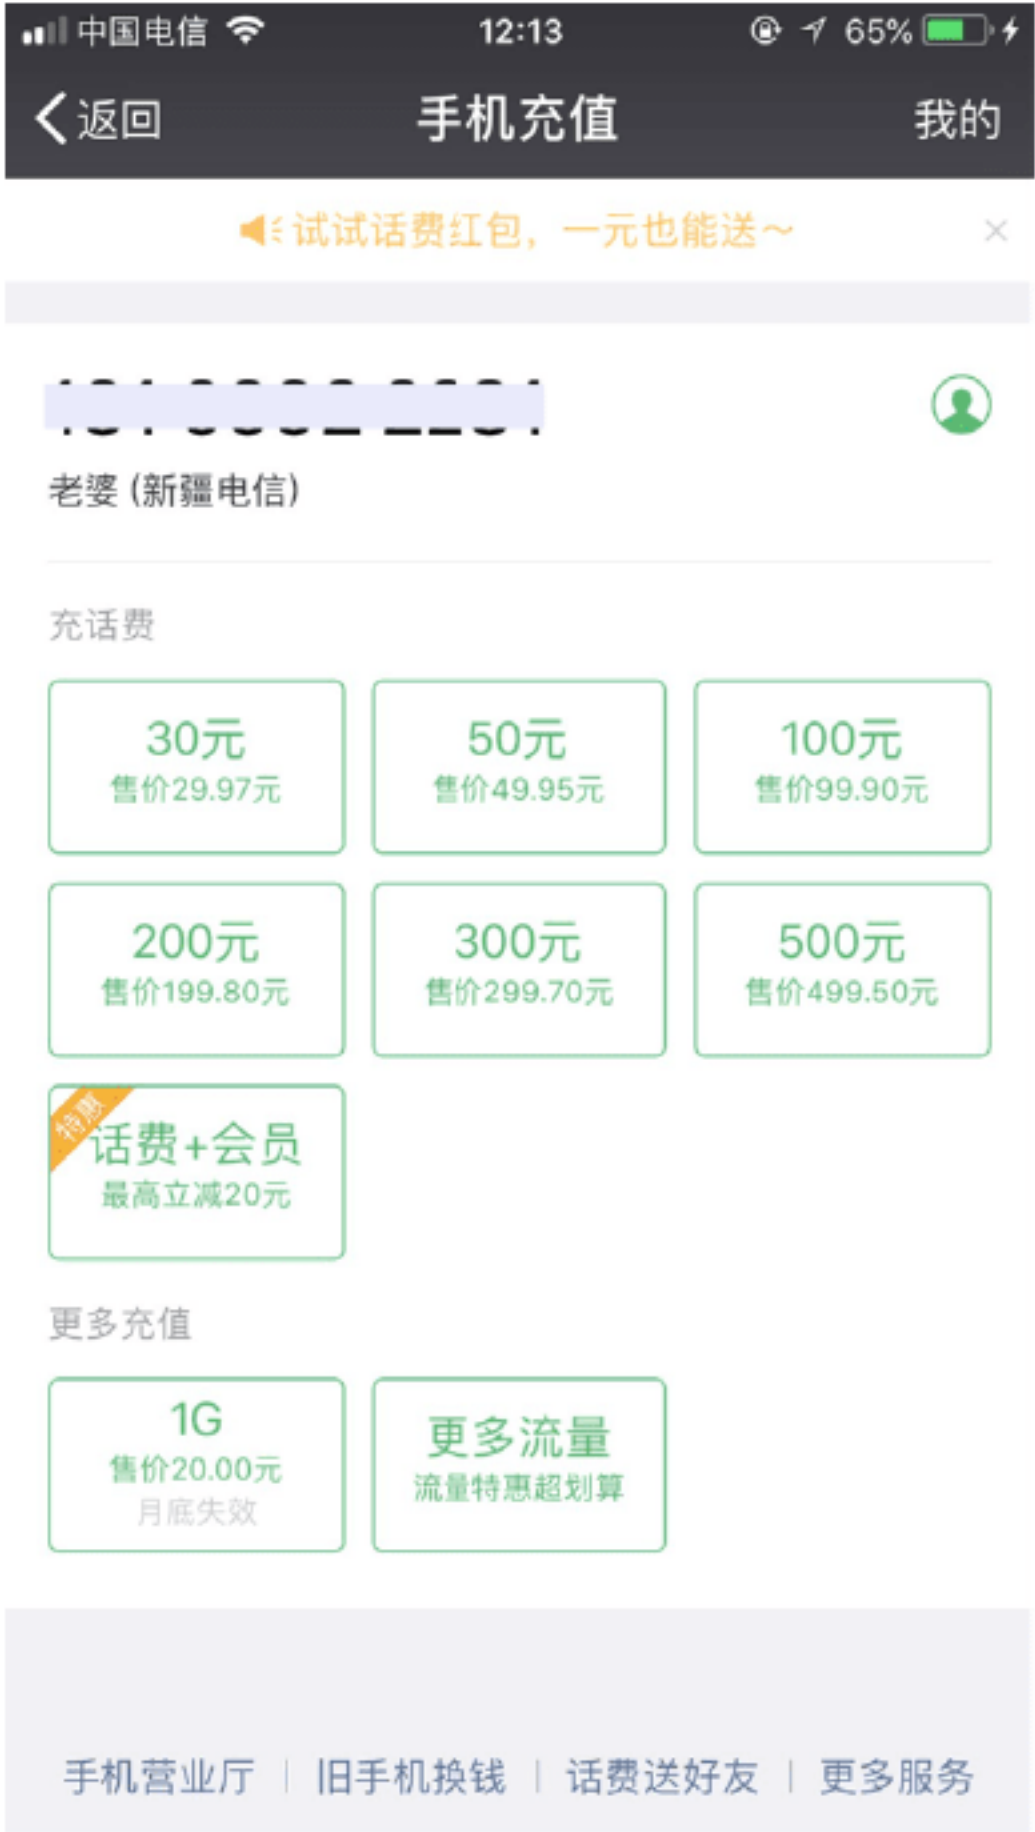 中国电信 12:13 65%
返回 手机充值 我的
试试话费红包，一元也能送～
老婆 (新疆电信)
充话费
30元 50元 100元
售价29.97元 售价49.95元 售价99.90元
200元 300元 500元
售价199.80元 售价299.70元 售价499.50元
特惠
话费+会员
最高立减20元
更多充值
1G 更多流量
售价20.00元 流量特惠超划算
月底失效
手机营业厅 | 旧手机换钱 | 话费送好友 | 更多服务